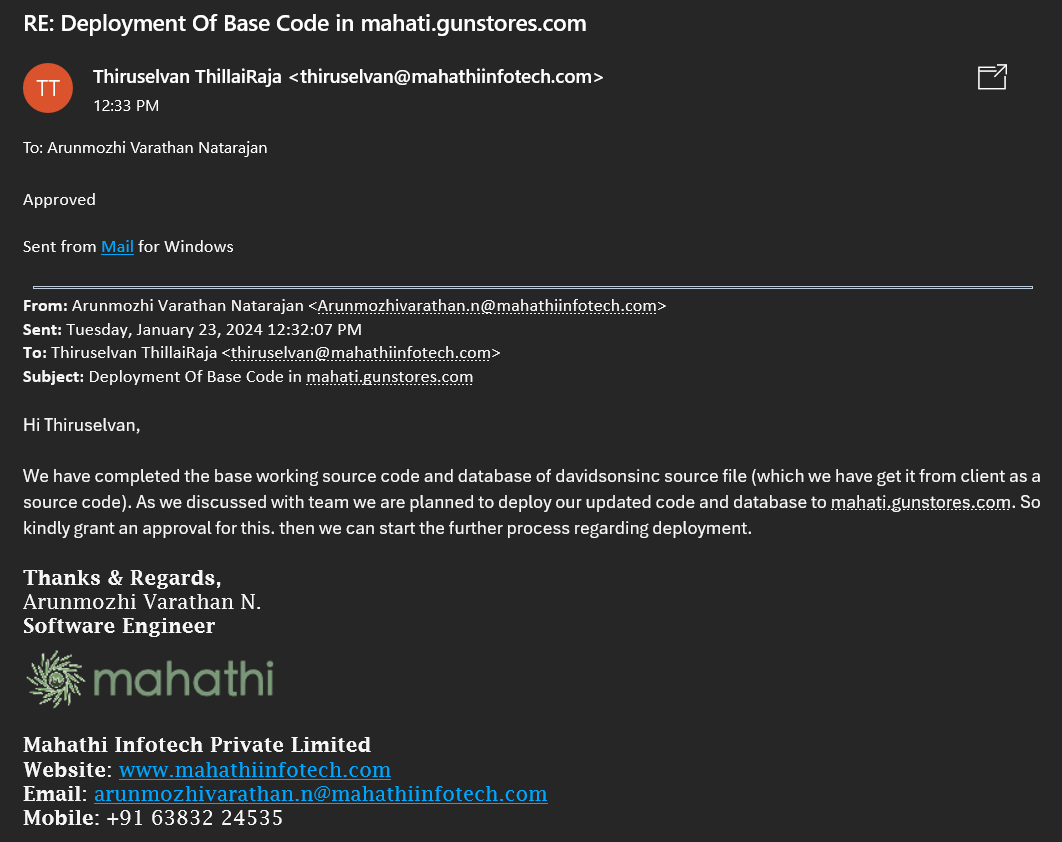 RE: Deployment Of Base Code in mahati.gunstores.com
TT
Thiruselvan ThillaiRaja <thiruselvan@mahathiinfotech.com>
12:33 PM
To: Arunmozhi Varathan Natarajan
Approved
Sent from Mail for Windows
From: Arunmozhi Varathan Natarajan <Arunmozhivarathan.n@mahathiinfotech.com>
Sent: Tuesday, January 23, 2024 12:32:07 PM
To: Thiruselvan ThillaiRaja <thiruselvan@mahathiinfotech.com>
Subject: Deployment Of Base Code in mahati.gunstores.com
Hi Thiruselvan,
We have completed the base working source code and database of davidsonsinc source file (which we have get it from client as a
source code). As we discussed with team we are planned to deploy our updated code and database to mahati.gunstores.com. So
kindly grant an approval for this. then we can start the further process regarding deployment.
Thanks & Regards,
Arunmozhi Varathan N.
Software Engineer
mahathi
Mahathi Infotech Private Limited
Website: www.mahathiinfotech.com
Email: arunmozhivarathan.n@mahathiinfotech.com
Mobile: +91 63832 24535